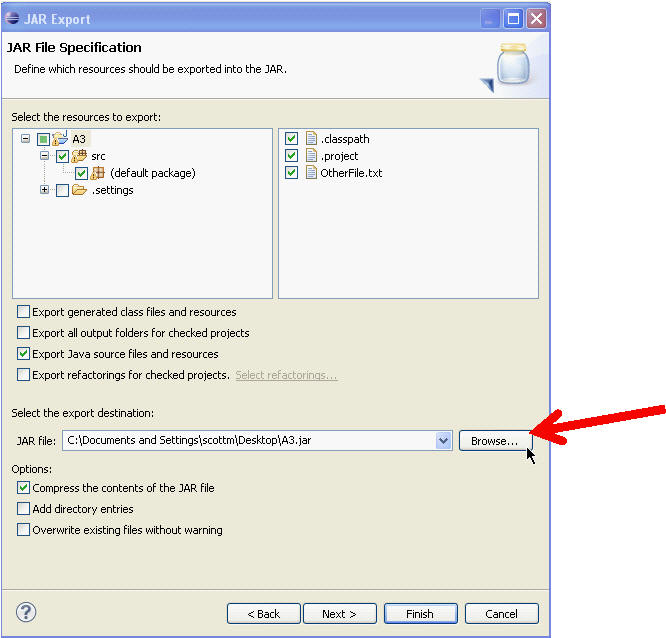 JAR Export
JAR File Specification
Define which resources should be exported into the JAR.
Select the resources to export:
A3
src
(default package)
.settings
.classpath
.project
OtherFile.txt
Export generated class files and resources
Export all output folders for checked projects
Export Java source files and resources
Export refactorings for checked projects. Select refactorings...
Select the export destination:
JAR file: C:\Documents and Settings\scottm\Desktop\A3.jar Browse...
Options:
Compress the contents of the JAR file
Add directory entries
Overwrite existing files without warning
? < Back Next > Finish Cancel